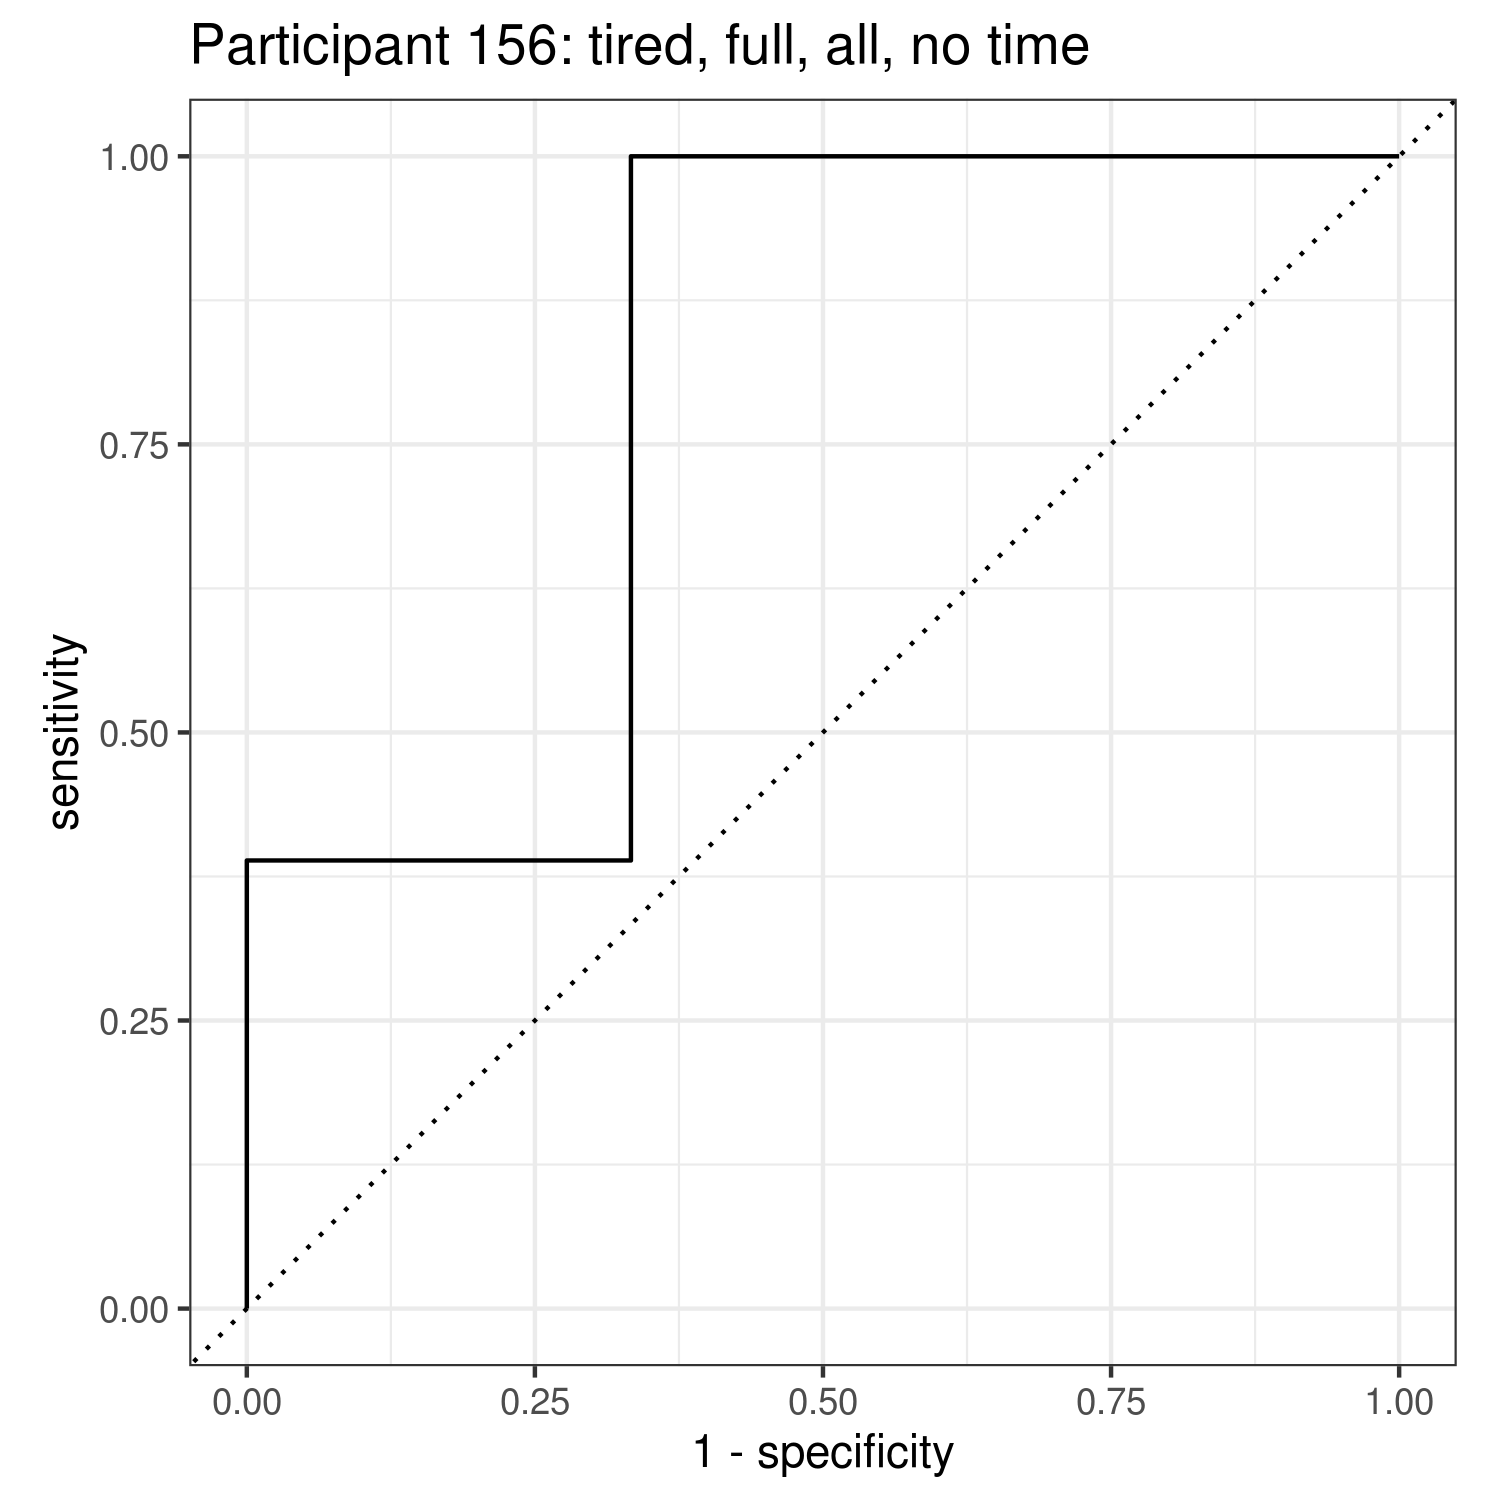 Participant 156: tired, full, all, no time
1.00
0.75
0.50
0.25
0.00
sensitivity
0.00 0.25 0.50 0.75 1.00
1 - specificity